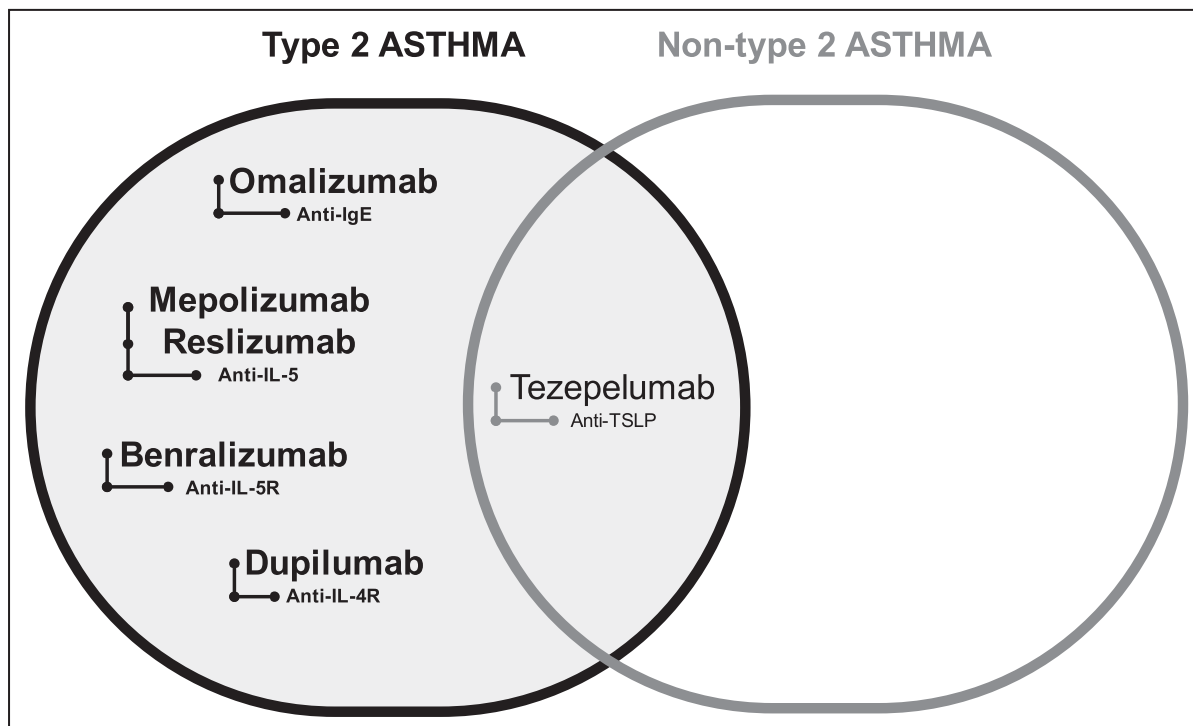 Type 2 ASTHMA
Non-type 2 ASTHMA
Omalizumab
Anti-IgE
Mepolizumab
Reslizumab
Anti-IL-5
Benralizumab
Anti-IL-5R
Dupilumab
Anti-IL-4R
Tezepelumab
Anti-TSLP